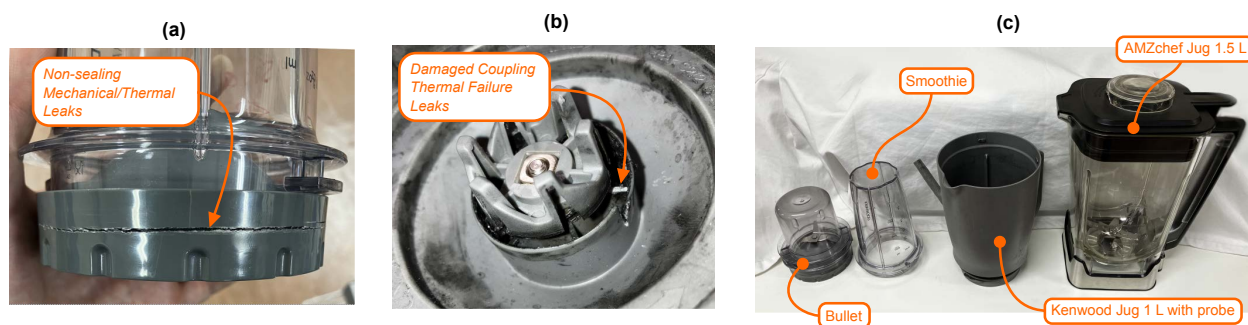 (a)
Non-sealing
Mechanical/Thermal
Leaks
(b)
Damaged Coupling
Thermal Failure
Leaks
(c)
AMZchef Jug 1.5 L
Smoothie
Bullet
Kenwood Jug 1 L with probe